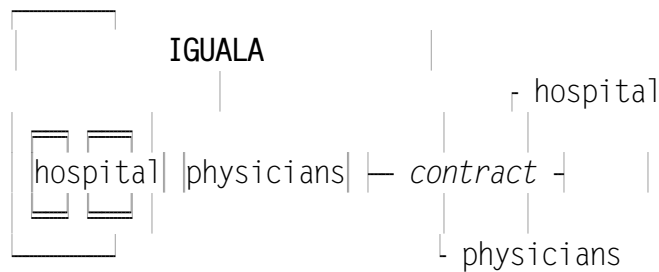 IGUALA
hospital
hospital physicians contract
physicians